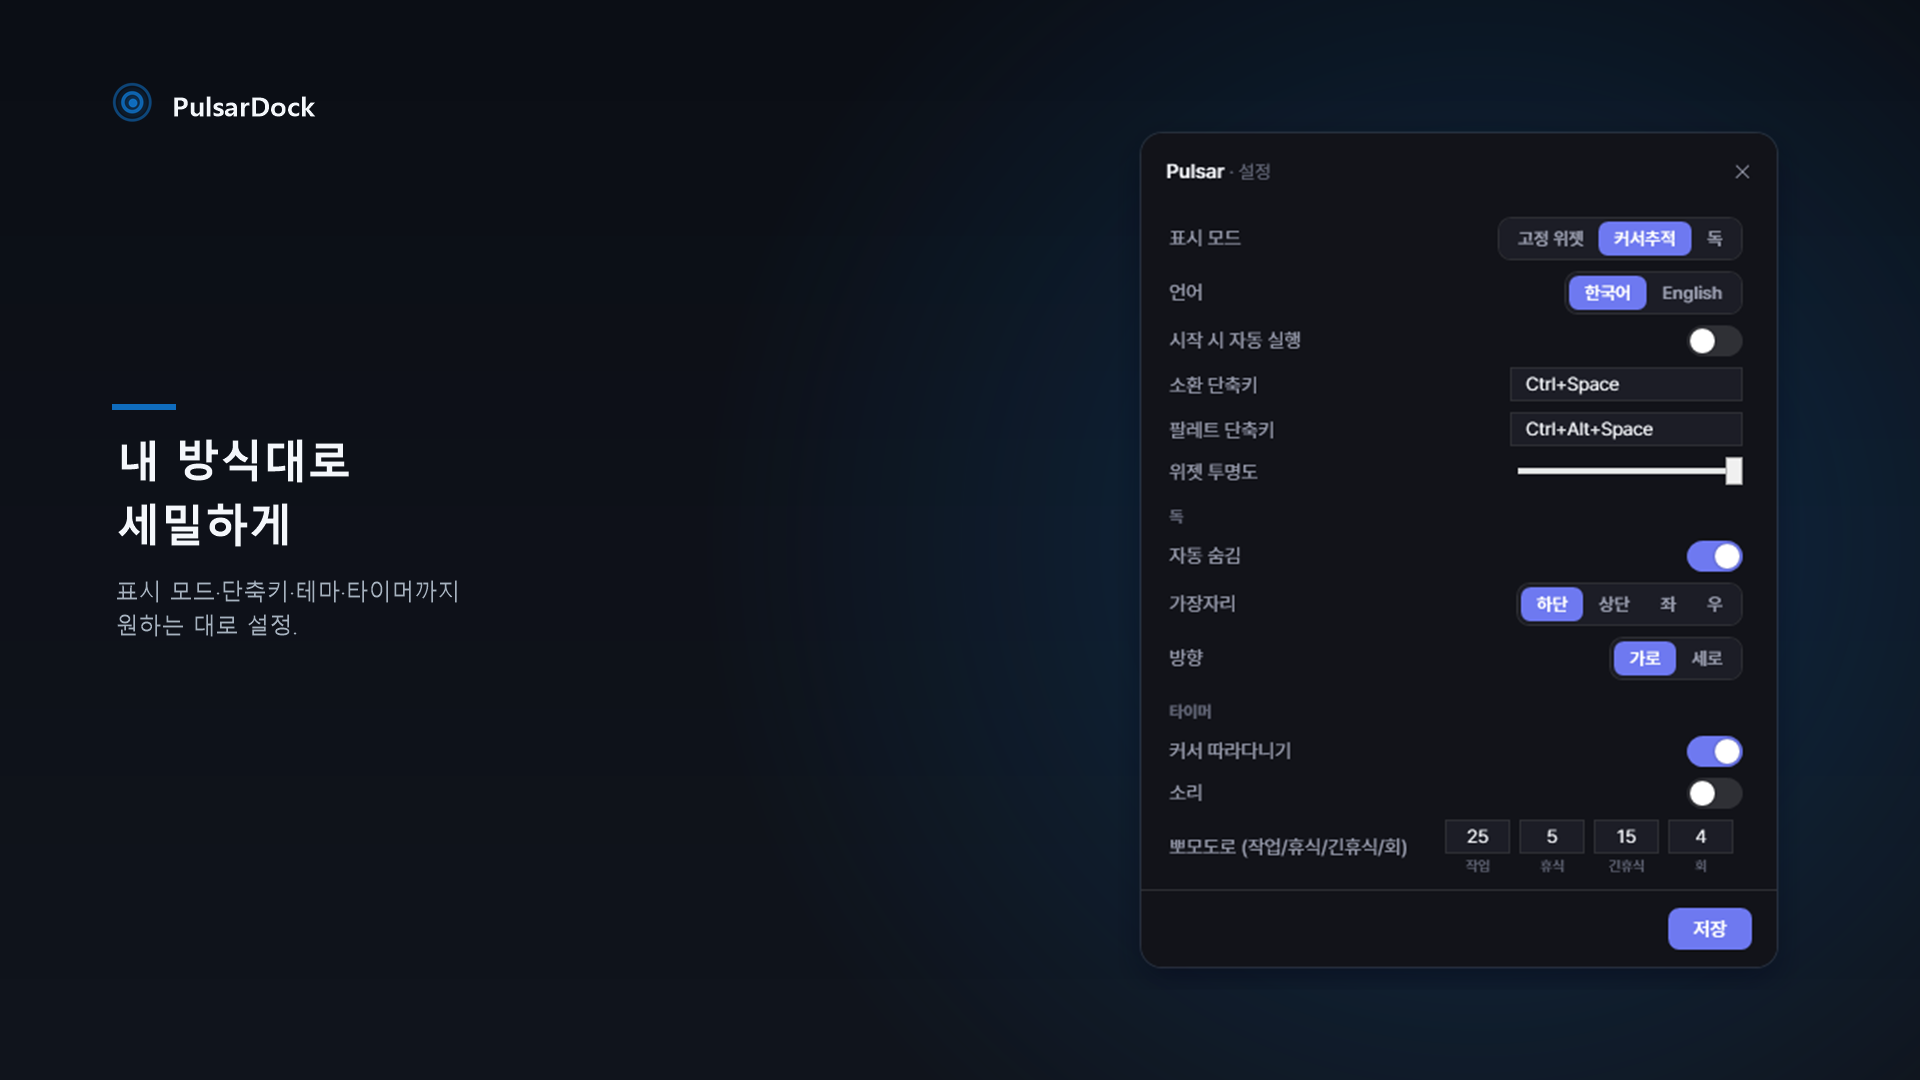 PulsarDock
내 방식대로
세밀하게
표시 모드·단축키·테마·타이머까지
원하는 대로 설정.
Pulsar · 설정
표시 모드
고정 위젯 커서추적 독
언어
한국어 English
시작 시 자동 실행
소환 단축키
Ctrl+Space
팔레트 단축키
Ctrl+Alt+Space
위젯 투명도
독
자동 숨김
가장자리
하단 상단 좌 우
방향
가로 세로
타이머
커서 따라다니기
소리
뽀모도로 (작업/휴식/긴휴식/회)
25 5 15 4
작업 휴식 긴휴식 회
저장